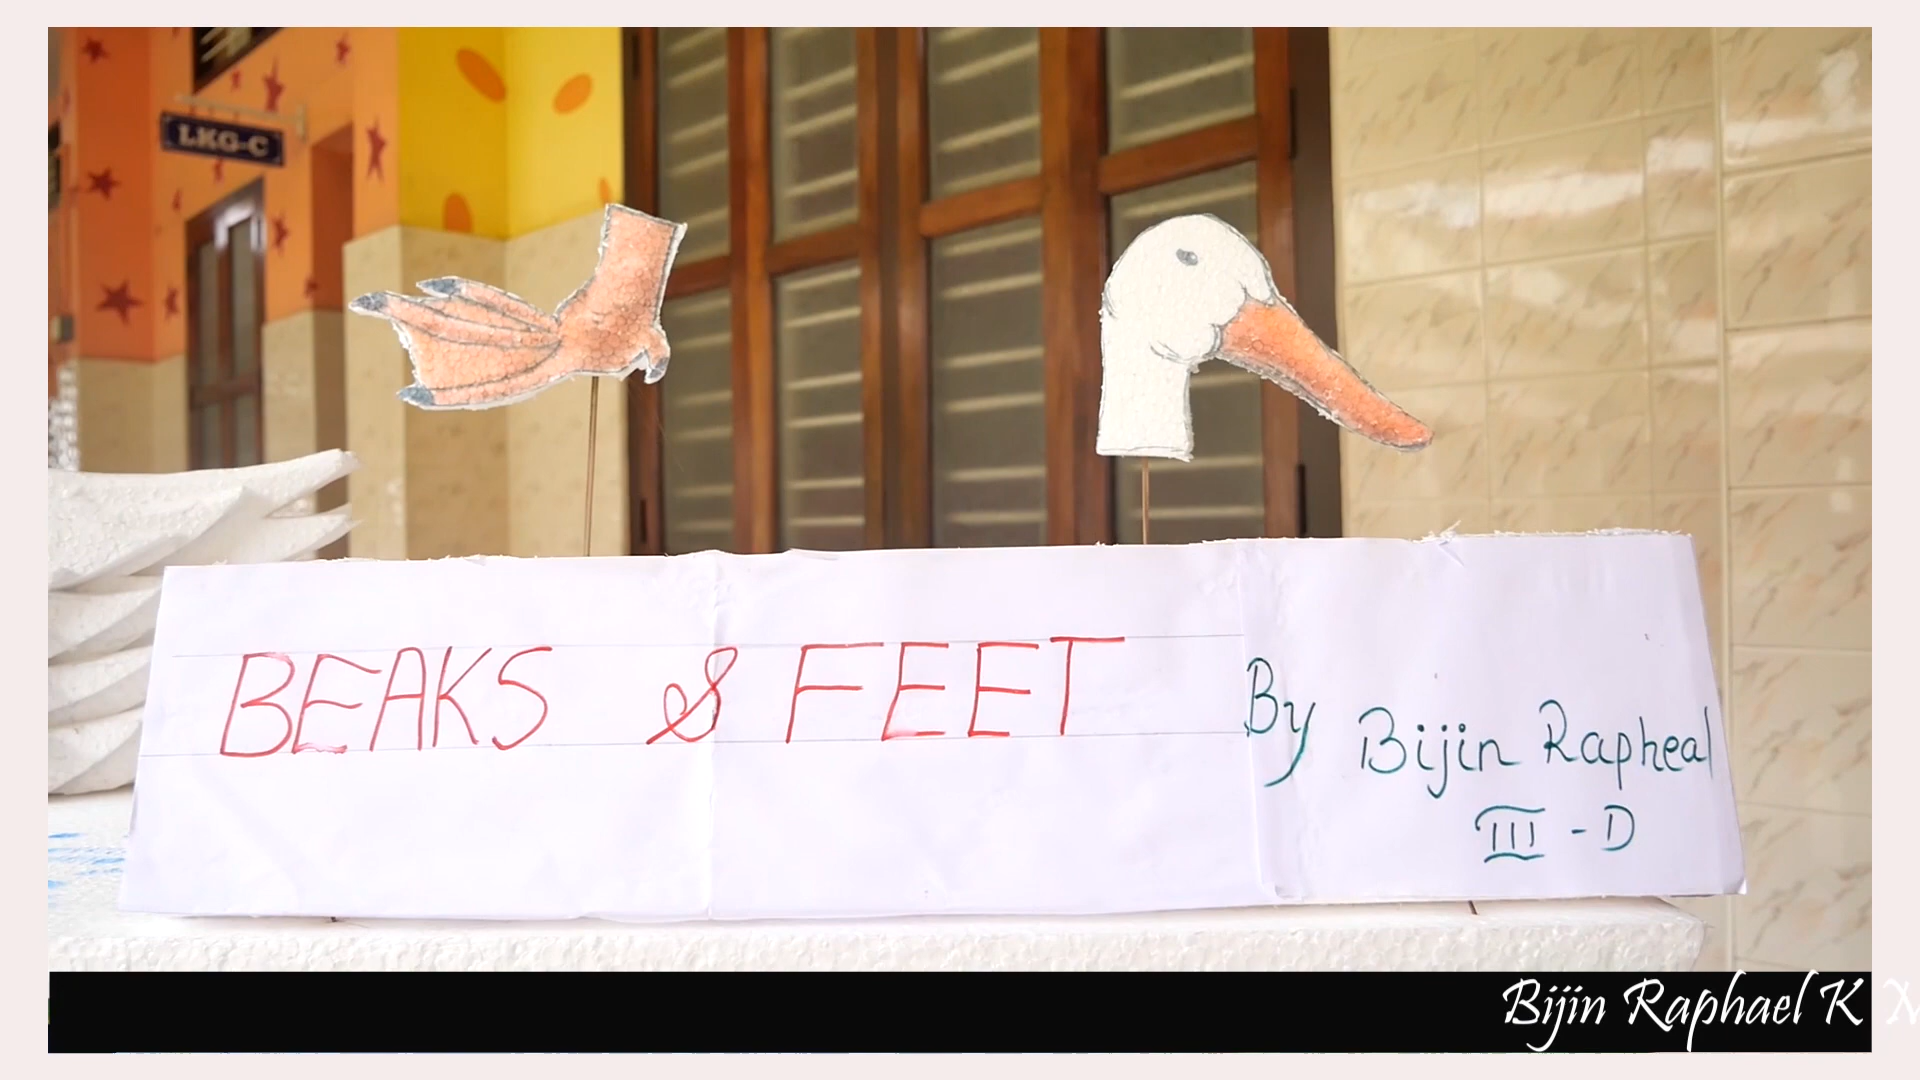 LKG-C
BEAKS & FEET By
Bijin Rapheal
III - D
Bijin Raphael K